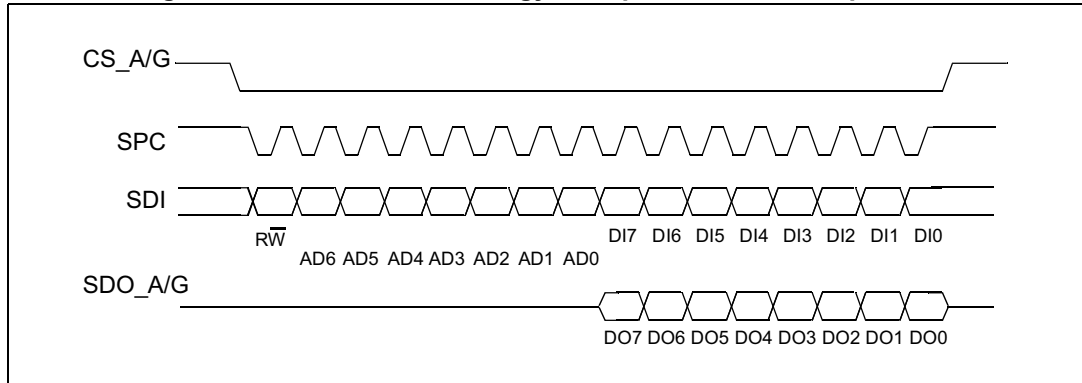 CS_A/G
SPC
SDI
RW̅
DI7 DI6 DI5 DI4 DI3 DI2 DI1 DI0
AD6 AD5 AD4 AD3 AD2 AD1 AD0
SDO_A/G
DO7 DO6 DO5 DO4 DO3 DO2 DO1 DO0